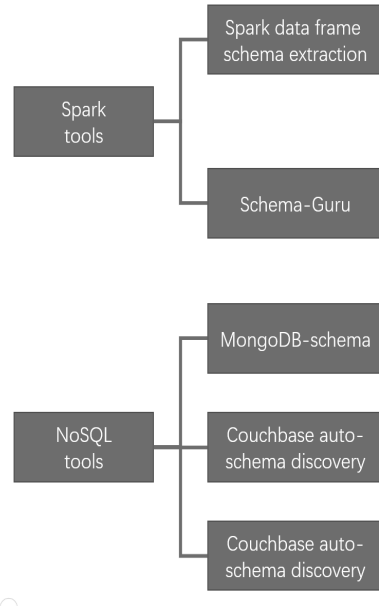 Spark data frame
schema extraction
Spark
tools
Schema-Guru
MongoDB-schema
NoSQL
tools
Couchbase auto-
schema discovery
Couchbase auto-
schema discovery